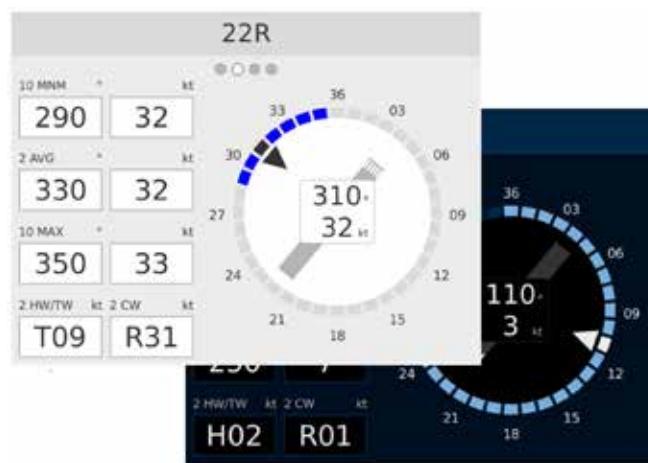 22R
10 MNM ° kt
290 32
2 AVG ° kt
330 32
10 MAX ° kt
350 33
2 HW/TW kt 2 CW kt
T09 R31
36
33 03
30 06
27 09
24 12
21 15
18
310°
32 kt
36
03
06
09
12
15
18
21
24
110°
3 kt
2 HW/TW kt 2 CW kt
H02 R01